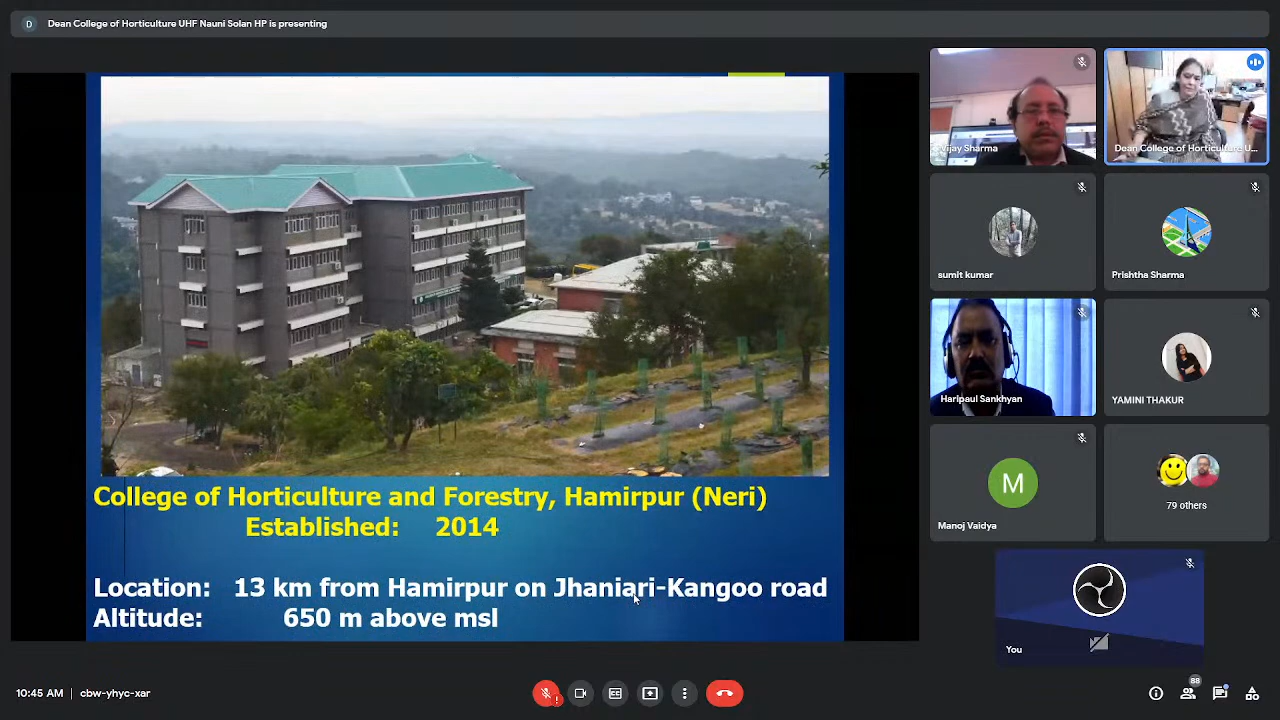 D Dean College of Horticulture UHF Nauni Solan HP is presenting
College of Horticulture and Forestry, Hamirpur (Neri)
Established: 2014
Location: 13 km from Hamirpur on Jhaniari-Kangoo road
Altitude: 650 m above msl
Vijay Sharma
Dean College of Horticulture U...
sumit kumar
Prishtha Sharma
Haripaul Sankhyan
YAMINI THAKUR
M
Manoj Vaidya
79 others
You
10:45 AM | cbw-yhyc-xar
88